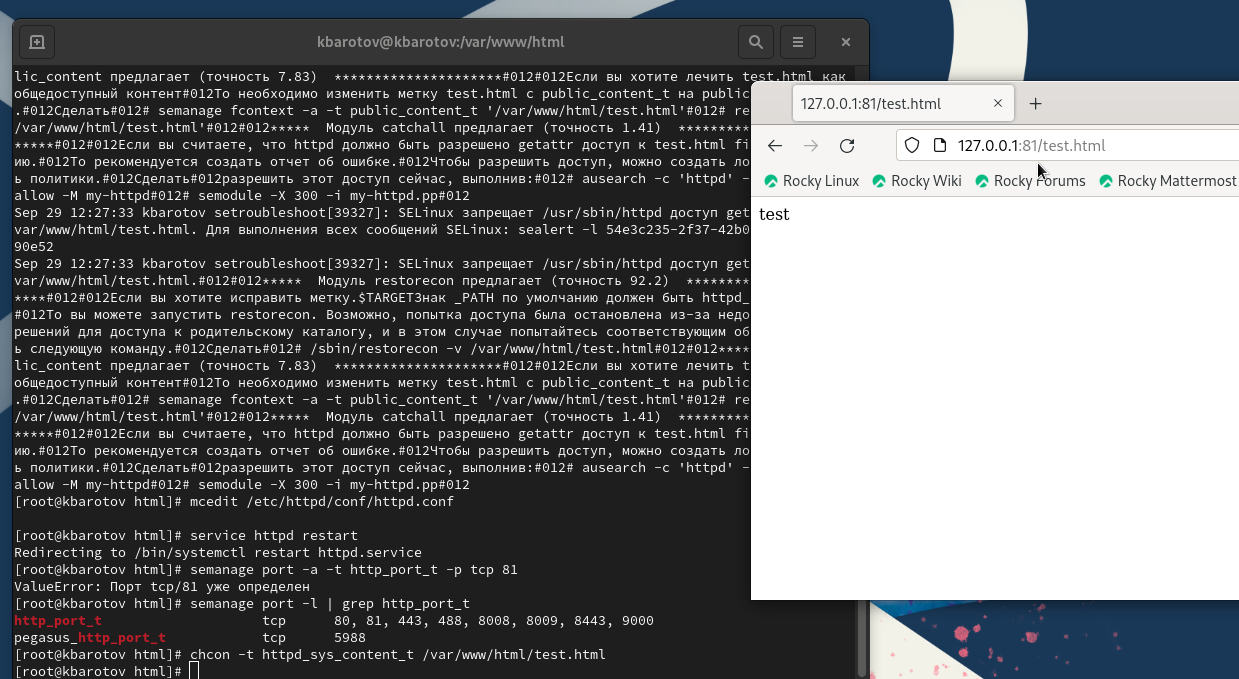 kbarotov@kbarotov:/var/www/html
lic_content предлагает (точность 7.83)  *********************#012#012Если вы хотите лечить test.html как
общедоступный контент#012То необходимо изменить метку test.html с public_content_t на public
.#012Сделать#012# semanage fcontext -a -t public_content_t '/var/www/html/test.html'#012# re
/var/www/html/test.html'#012#012*****  Модуль catchall предлагает (точность 1.41)  *********
*****#012#012Если вы считаете, что httpd должно быть разрешено getattr доступ к test.html fi
ию.#012То рекомендуется создать отчет об ошибке.#012Чтобы разрешить доступ, можно создать ло
ь политики.#012Сделать#012разрешить этот доступ сейчас, выполнив:#012# ausearch -c 'httpd' -
allow -M my-httpd#012# semodule -X 300 -i my-httpd.pp#012
Sep 29 12:27:33 kbarotov setroubleshoot[39327]: SELinux запрещает /usr/sbin/httpd доступ get
var/www/html/test.html. Для выполнения всех сообщений SELinux: sealert -l 54e3c235-2f37-42b0
90e52
Sep 29 12:27:33 kbarotov setroubleshoot[39327]: SELinux запрещает /usr/sbin/httpd доступ get
var/www/html/test.html.#012#012*****  Модуль restorecon предлагает (точность 92.2)  ********
****#012#012Если вы хотите исправить метку.$TARGETЗнак _PATH по умолчанию должен быть httpd_
#012То вы можете запустить restorecon. Возможно, попытка доступа была остановлена из-за недо
решений для доступа к родительскому каталогу, и в этом случае попытайтесь соответствующим об
ь следующую команду.#012Сделать#012# /sbin/restorecon -v /var/www/html/test.html#012#012****
lic_content предлагает (точность 7.83)  *********************#012#012Если вы хотите лечить t
общедоступный контент#012То необходимо изменить метку test.html с public_content_t на public
.#012Сделать#012# semanage fcontext -a -t public_content_t '/var/www/html/test.html'#012# re
/var/www/html/test.html'#012#012*****  Модуль catchall предлагает (точность 1.41)  *********
*****#012#012Если вы считаете, что httpd должно быть разрешено getattr доступ к test.html fi
ию.#012То рекомендуется создать отчет об ошибке.#012Чтобы разрешить доступ, можно создать ло
ь политики.#012Сделать#012разрешить этот доступ сейчас, выполнив:#012# ausearch -c 'httpd' -
allow -M my-httpd#012# semodule -X 300 -i my-httpd.pp#012
[root@kbarotov html]# mcedit /etc/httpd/conf/httpd.conf
[root@kbarotov html]# service httpd restart
Redirecting to /bin/systemctl restart httpd.service
[root@kbarotov html]# semanage port -a -t http_port_t -p tcp 81
ValueError: Порт tcp/81 уже определен
[root@kbarotov html]# semanage port -l | grep http_port_t
http_port_t                    tcp      80, 81, 443, 488, 8008, 8009, 8443, 9000
pegasus_http_port_t            tcp      5988
[root@kbarotov html]# chcon -t httpd_sys_content_t /var/www/html/test.html
[root@kbarotov html]#
127.0.0.1:81/test.html
127.0.0.1:81/test.html
Rocky Linux Rocky Wiki Rocky Forums Rocky Mattermost
test